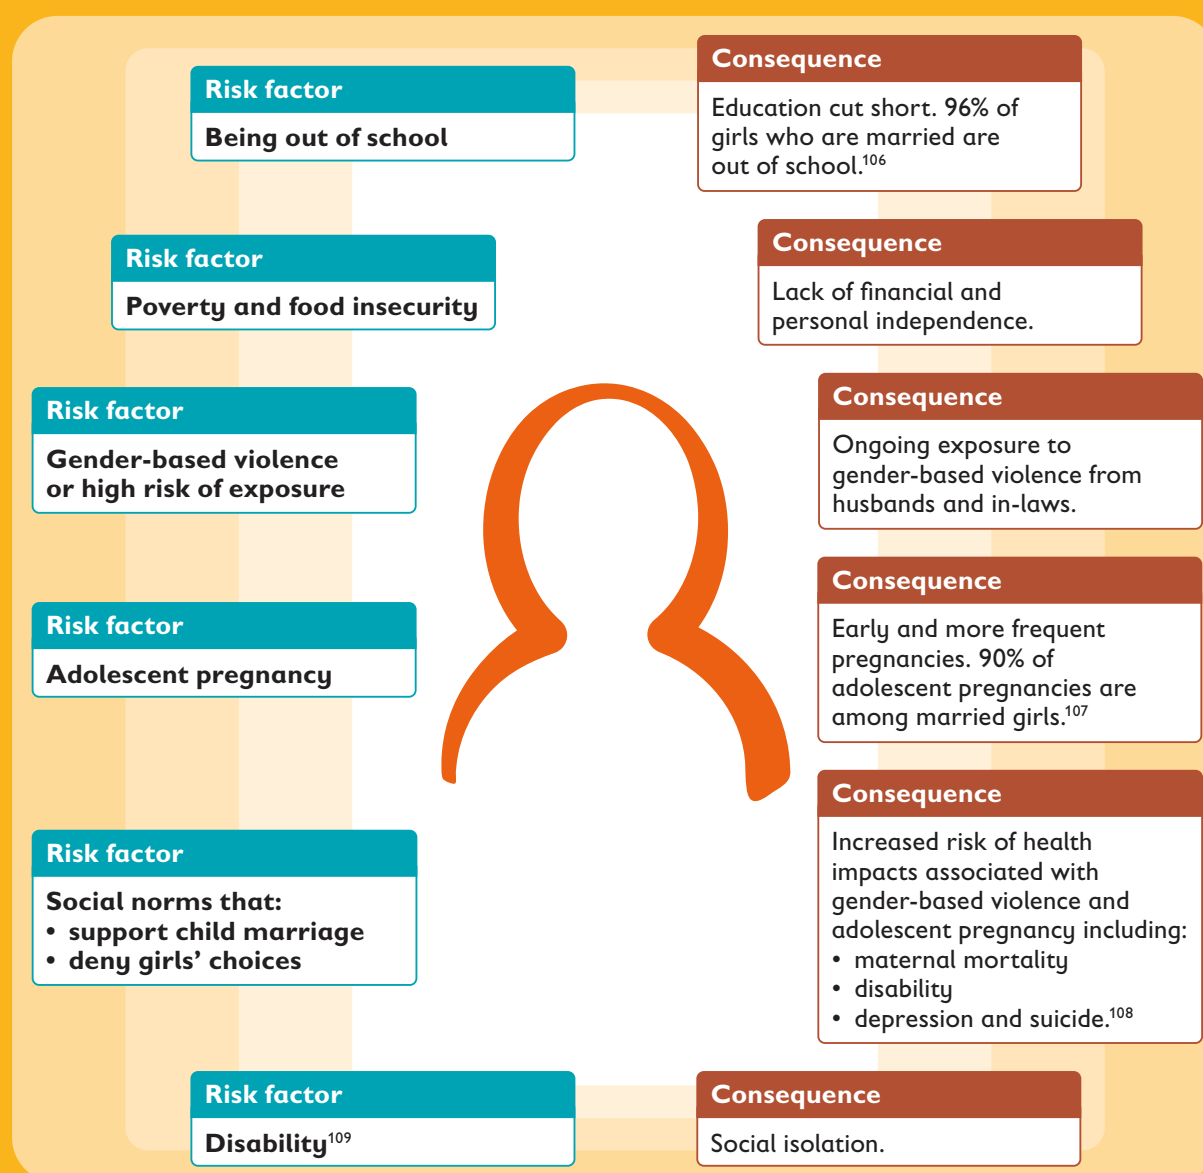 Risk factor
Being out of school
Consequence
Education cut short. 96% of
girls who are married are
out of school.106
Risk factor
Poverty and food insecurity
Consequence
Lack of financial and
personal independence.
Risk factor
Gender-based violence
or high risk of exposure
Consequence
Ongoing exposure to
gender-based violence from
husbands and in-laws.
Risk factor
Adolescent pregnancy
Consequence
Early and more frequent
pregnancies. 90% of
adolescent pregnancies are
among married girls.107
Risk factor
Social norms that:
• support child marriage
• deny girls’ choices
Consequence
Increased risk of health
impacts associated with
gender-based violence and
adolescent pregnancy including:
• maternal mortality
• disability
• depression and suicide.108
Risk factor
Disability109
Consequence
Social isolation.